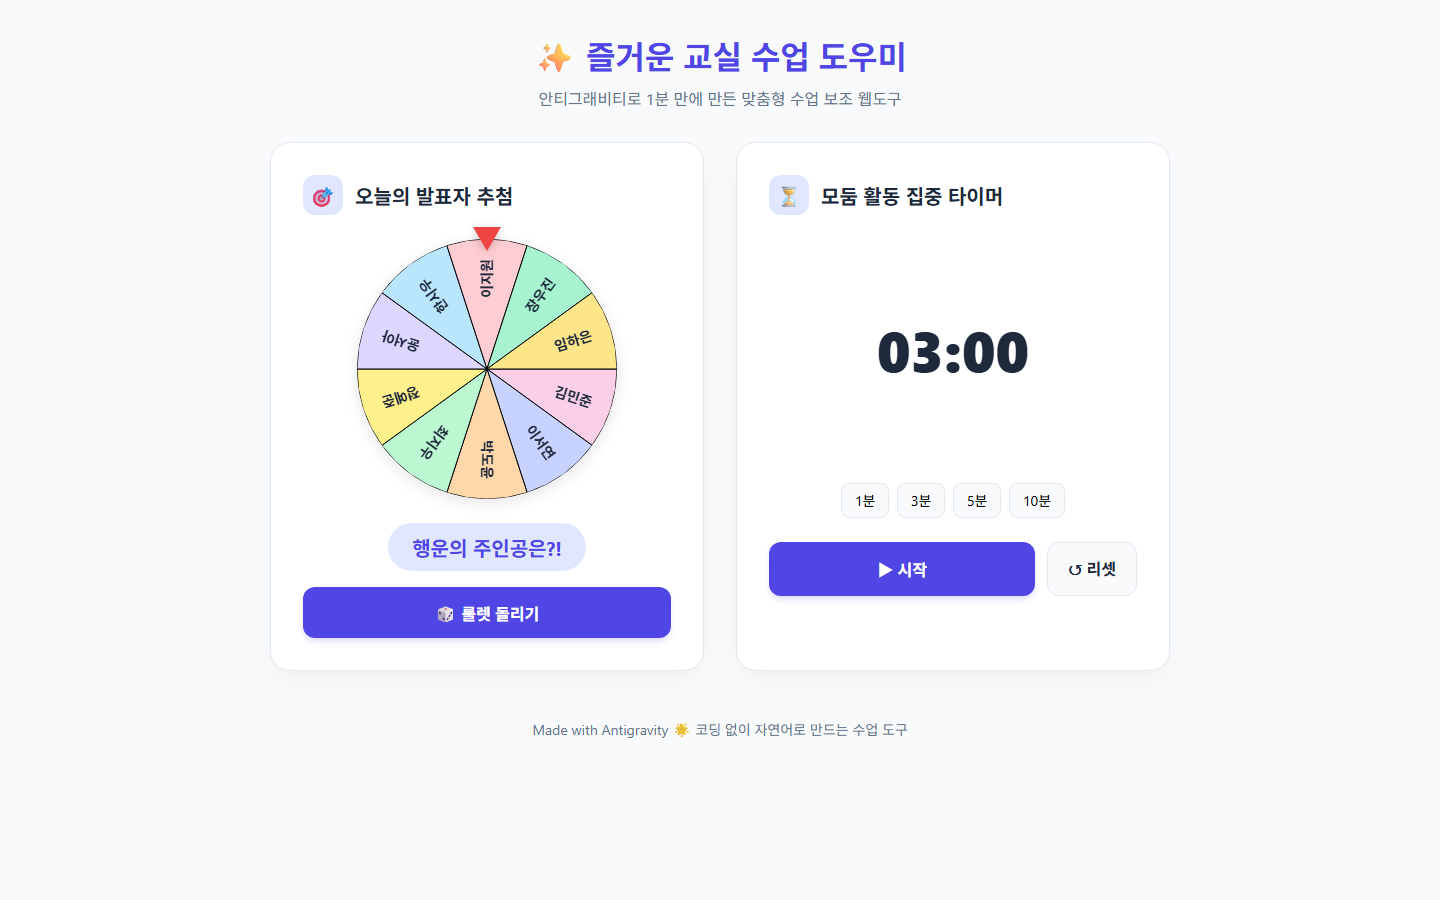 ✨ 즐거운 교실 수업 도우미
안티그래비티로 1분 만에 만든 맞춤형 수업 보조 웹도구
🎯 오늘의 발표자 추첨
이지원
장우진
임하은
김민준
이서연
박도윤
최지우
정예준
윤서아
한시우
행운의 주인공은?!
🎲 룰렛 돌리기
⏳ 모둠 활동 집중 타이머
03:00
1분 3분 5분 10분
▶ 시작 ↺ 리셋
Made with Antigravity 🌟 코딩 없이 자연어로 만드는 수업 도구